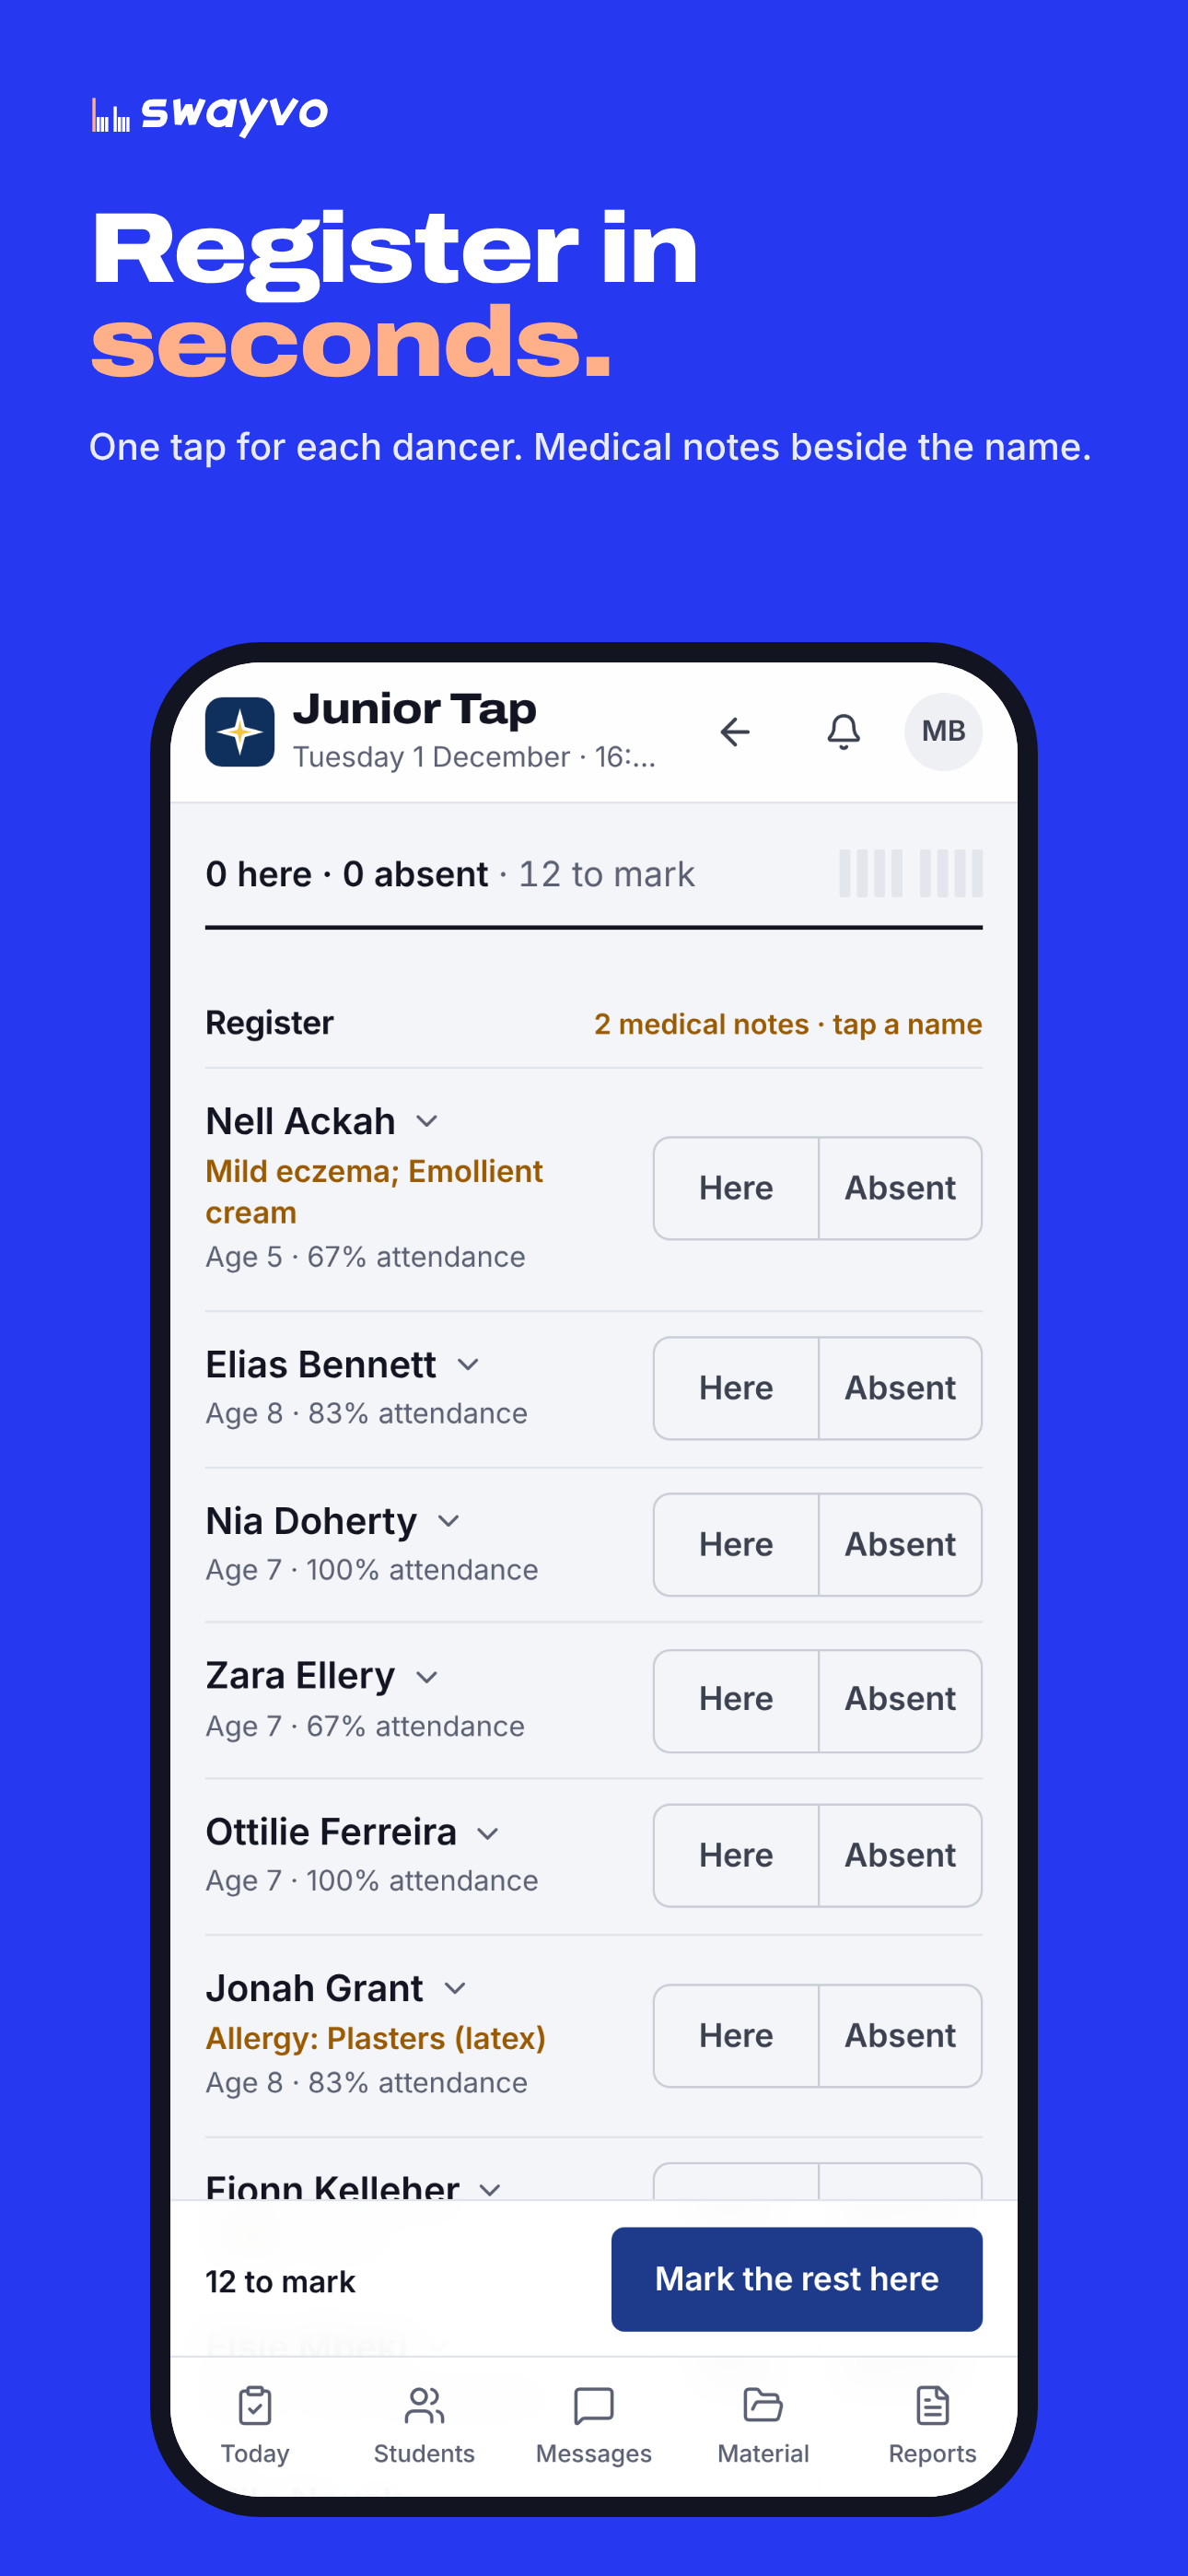 swayvo
Register in
seconds.
One tap for each dancer. Medical notes beside the name.
Junior Tap
Tuesday 1 December · 16:...
MB
0 here · 0 absent · 12 to mark
Register
2 medical notes · tap a name
Nell Ackah
Mild eczema; Emollient
cream
Age 5 · 67% attendance
Here
Absent
Elias Bennett
Age 8 · 83% attendance
Here
Absent
Nia Doherty
Age 7 · 100% attendance
Here
Absent
Zara Ellery
Age 7 · 67% attendance
Here
Absent
Ottilie Ferreira
Age 7 · 100% attendance
Here
Absent
Jonah Grant
Allergy: Plasters (latex)
Age 8 · 83% attendance
Here
Absent
Fionn Kelleher
12 to mark
Mark the rest here
Today
Students
Messages
Material
Reports